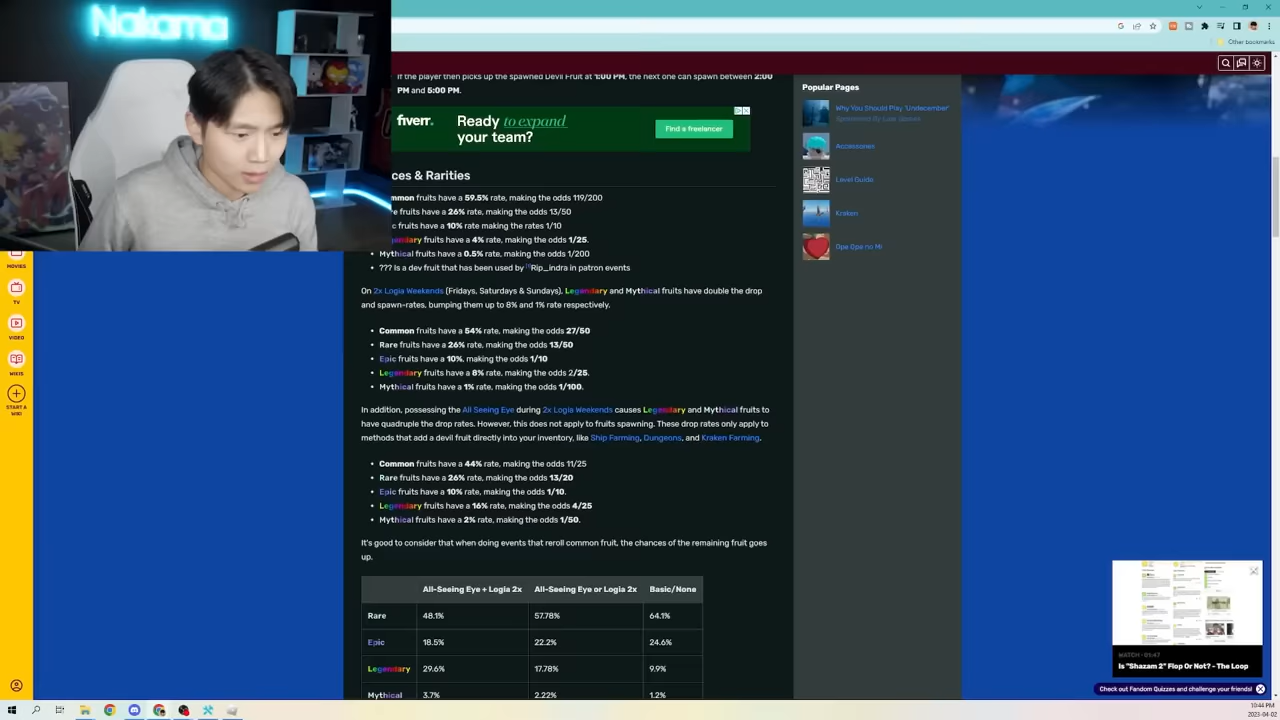 Nakama
Other bookmarks
If the player then picks up the spawned Devil Fruit at 1:00 PM, the next one can spawn between 2:00
PM and 5:00 PM.
fiverr.
Ready to expand
your team?
Find a freelancer
ces & Rarities
mmon fruits have a 59.5% rate, making the odds 119/200
e fruits have a 26% rate, making the odds 13/50
c fruits have a 10% rate making the rates 1/10
endary fruits have a 4% rate, making the odds 1/25.
Mythical fruits have a 0.5% rate, making the odds 1/200
• ??? Is a dev fruit that has been used by Rip_indra in patron events
On 2x Logia Weekends (Fridays, Saturdays & Sundays), Legendary and Mythical fruits have double the drop
and spawn-rates, bumping them up to 8% and 1% rate respectively.
• Common fruits have a 54% rate, making the odds 27/50
• Rare fruits have a 26% rate, making the odds 13/50
• Epic fruits have a 10%, making the odds 1/10
• Legendary fruits have a 8% rate, making the odds 2/25.
• Mythical fruits have a 1% rate, making the odds 1/100.
In addition, possessing the All Seeing Eye during 2x Logia Weekends causes Legendary and Mythical fruits to
have quadruple the drop rates. However, this does not apply to fruits spawning. These drop rates only apply to
methods that add a devil fruit directly into your inventory, like Ship Farming, Dungeons, and Kraken Farming.
• Common fruits have a 44% rate, making the odds 11/25
• Rare fruits have a 26% rate, making the odds 13/20
• Epic fruits have a 10% rate, making the odds 1/10.
• Legendary fruits have a 16% rate, making the odds 4/25
• Mythical fruits have a 2% rate, making the odds 1/50.
It's good to consider that when doing events that reroll common fruit, the chances of the remaining fruit goes
up.
All-Seeing Eye+ Logia 2x All-Seeing Eye or Logia 2x Basic/None
Rare 48.1% 57.78% 64.1%
Epic 18.5% 22.2% 24.6%
Legendary 29.6% 17.78% 9.9%
Mythical 3.7% 2.22% 1.2%
Popular Pages
Why You Should Play 'Undecember'
Accessories
Level Guide
Kraken
Ope Ope no Mi
MOVIES
TV
VIDEO
WIKIS
START A
WIKI
WATCH • 01:47
Is "Shazam 2" Flop Or Not? - The Loop
Check out Fandom Quizzes and challenge your friends!
10:44 PM
2023-04-02